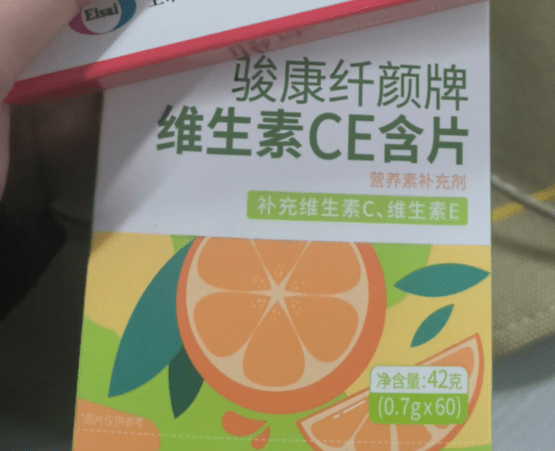 Eisai
骏康纤颜牌
维生素CE含片
营养素补充剂
补充维生素C、维生素E
净含量:42克
(0.7gx60)
*图片仅供参考